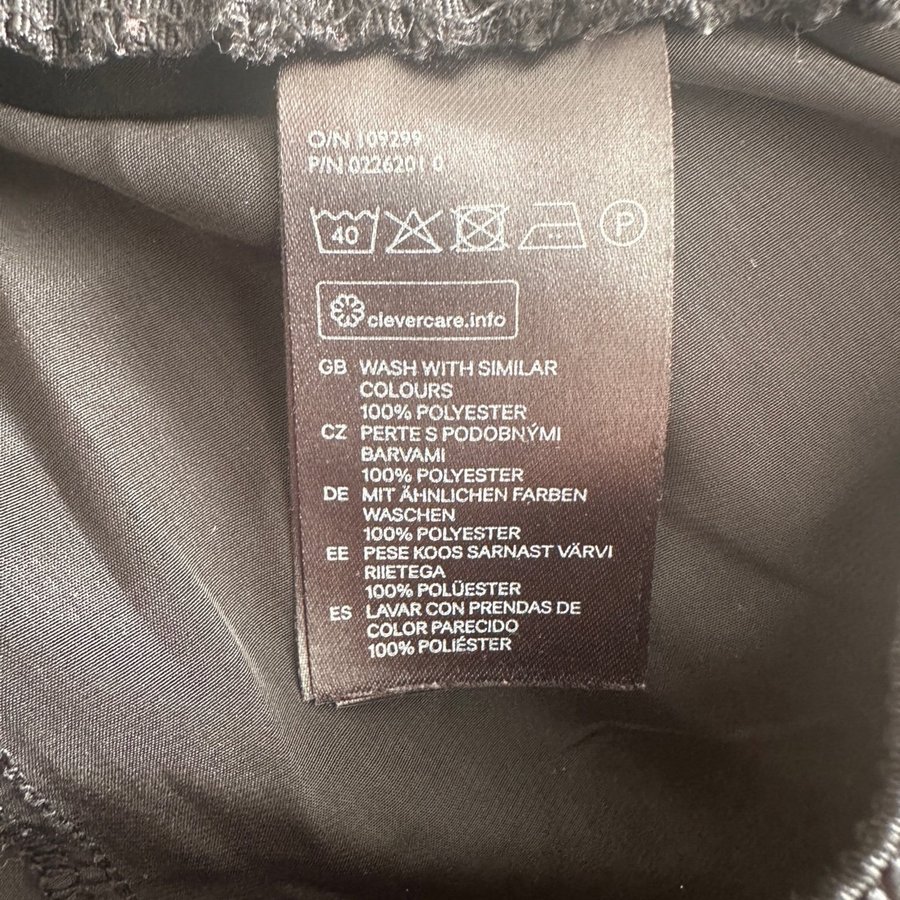 O/N 109299
P/N 0226201 0
40 P
clevercare.info
GB WASH WITH SIMILAR
COLOURS
100% POLYESTER
CZ PERTE S PODOBNÝMI
BARVAMI
100% POLYESTER
DE MIT ÄHNLICHEN FARBEN
WASCHEN
100% POLYESTER
EE PESE KOOS SARNAST VÄRVI
RIIETEGA
100% POLÜESTER
ES LAVAR CON PRENDAS DE
COLOR PARECIDO
100% POLIÉSTER